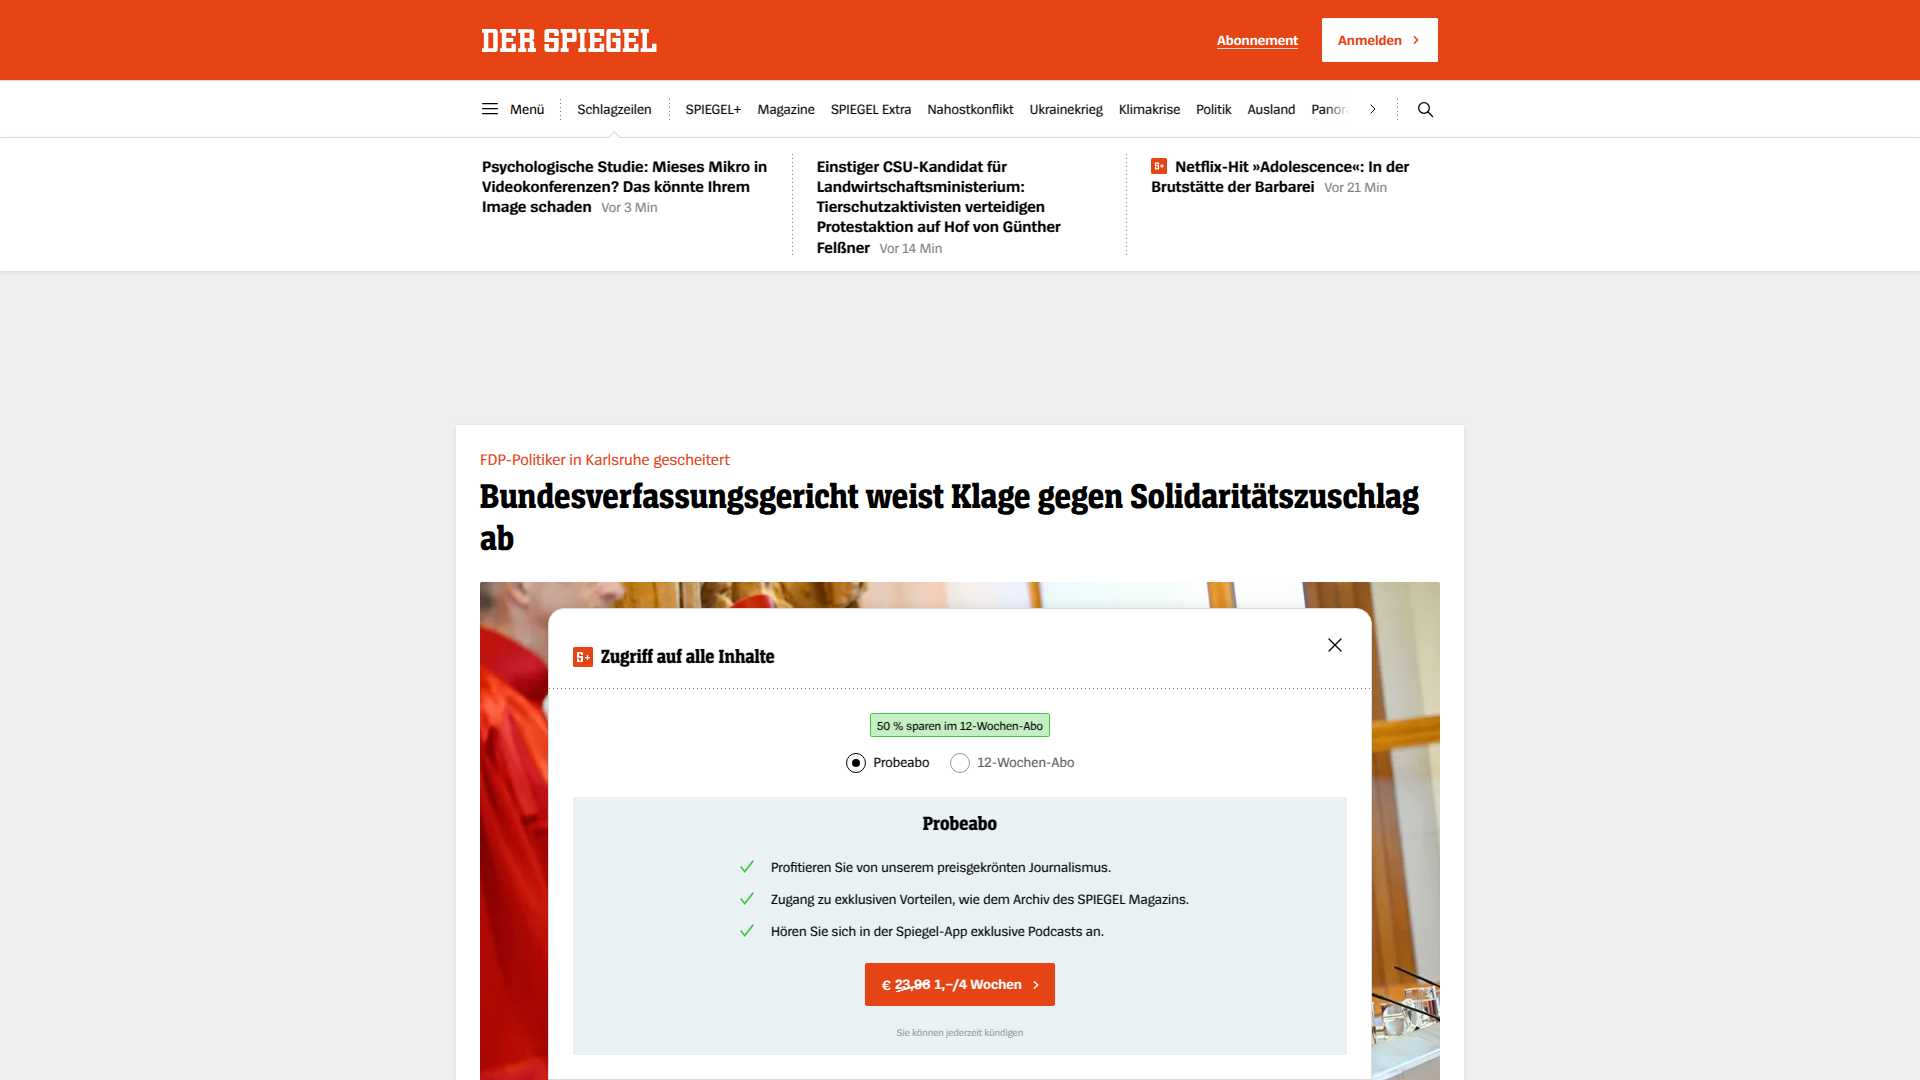 DER SPIEGEL
Abonnement
Anmelden
Menü
Schlagzeilen
SPIEGEL+
Magazine
SPIEGEL Extra
Nahostkonflikt
Ukrainekrieg
Klimakrise
Politik
Ausland
Panor
Psychologische Studie: Mieses Mikro in
Videokonferenzen? Das könnte Ihrem
Image schaden Vor 3 Min
Einstiger CSU-Kandidat für
Landwirtschaftsministerium:
Tierschutzaktivisten verteidigen
Protestaktion auf Hof von Günther
Felßner Vor 14 Min
S+ Netflix-Hit »Adolescence«: In der
Brutstätte der Barbarei Vor 21 Min
FDP-Politiker in Karlsruhe gescheitert
Bundesverfassungsgericht weist Klage gegen Solidaritätszuschlag
ab
S+ Zugriff auf alle Inhalte
50 % sparen im 12-Wochen-Abo
Probeabo
12-Wochen-Abo
Probeabo
Profitieren Sie von unserem preisgekrönten Journalismus.
Zugang zu exklusiven Vorteilen, wie dem Archiv des SPIEGEL Magazins.
Hören Sie sich in der Spiegel-App exklusive Podcasts an.
€ 23,96 1,–/4 Wochen
Sie können jederzeit kündigen